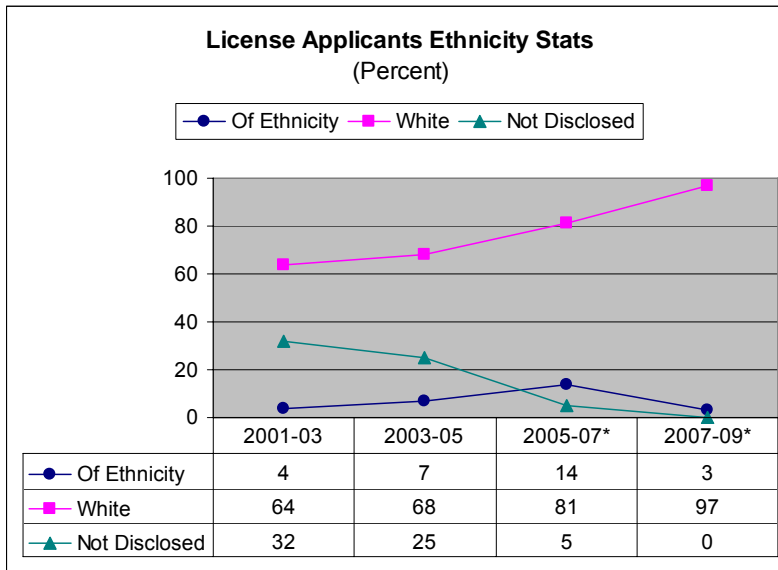 License Applicants Ethnicity Stats
(Percent)
Of Ethnicity White Not Disclosed
100
80
60
40
20
0
2001-03 2003-05 2005-07* 2007-09*
Of Ethnicity 4 7 14 3
White 64 68 81 97
Not Disclosed 32 25 5 0